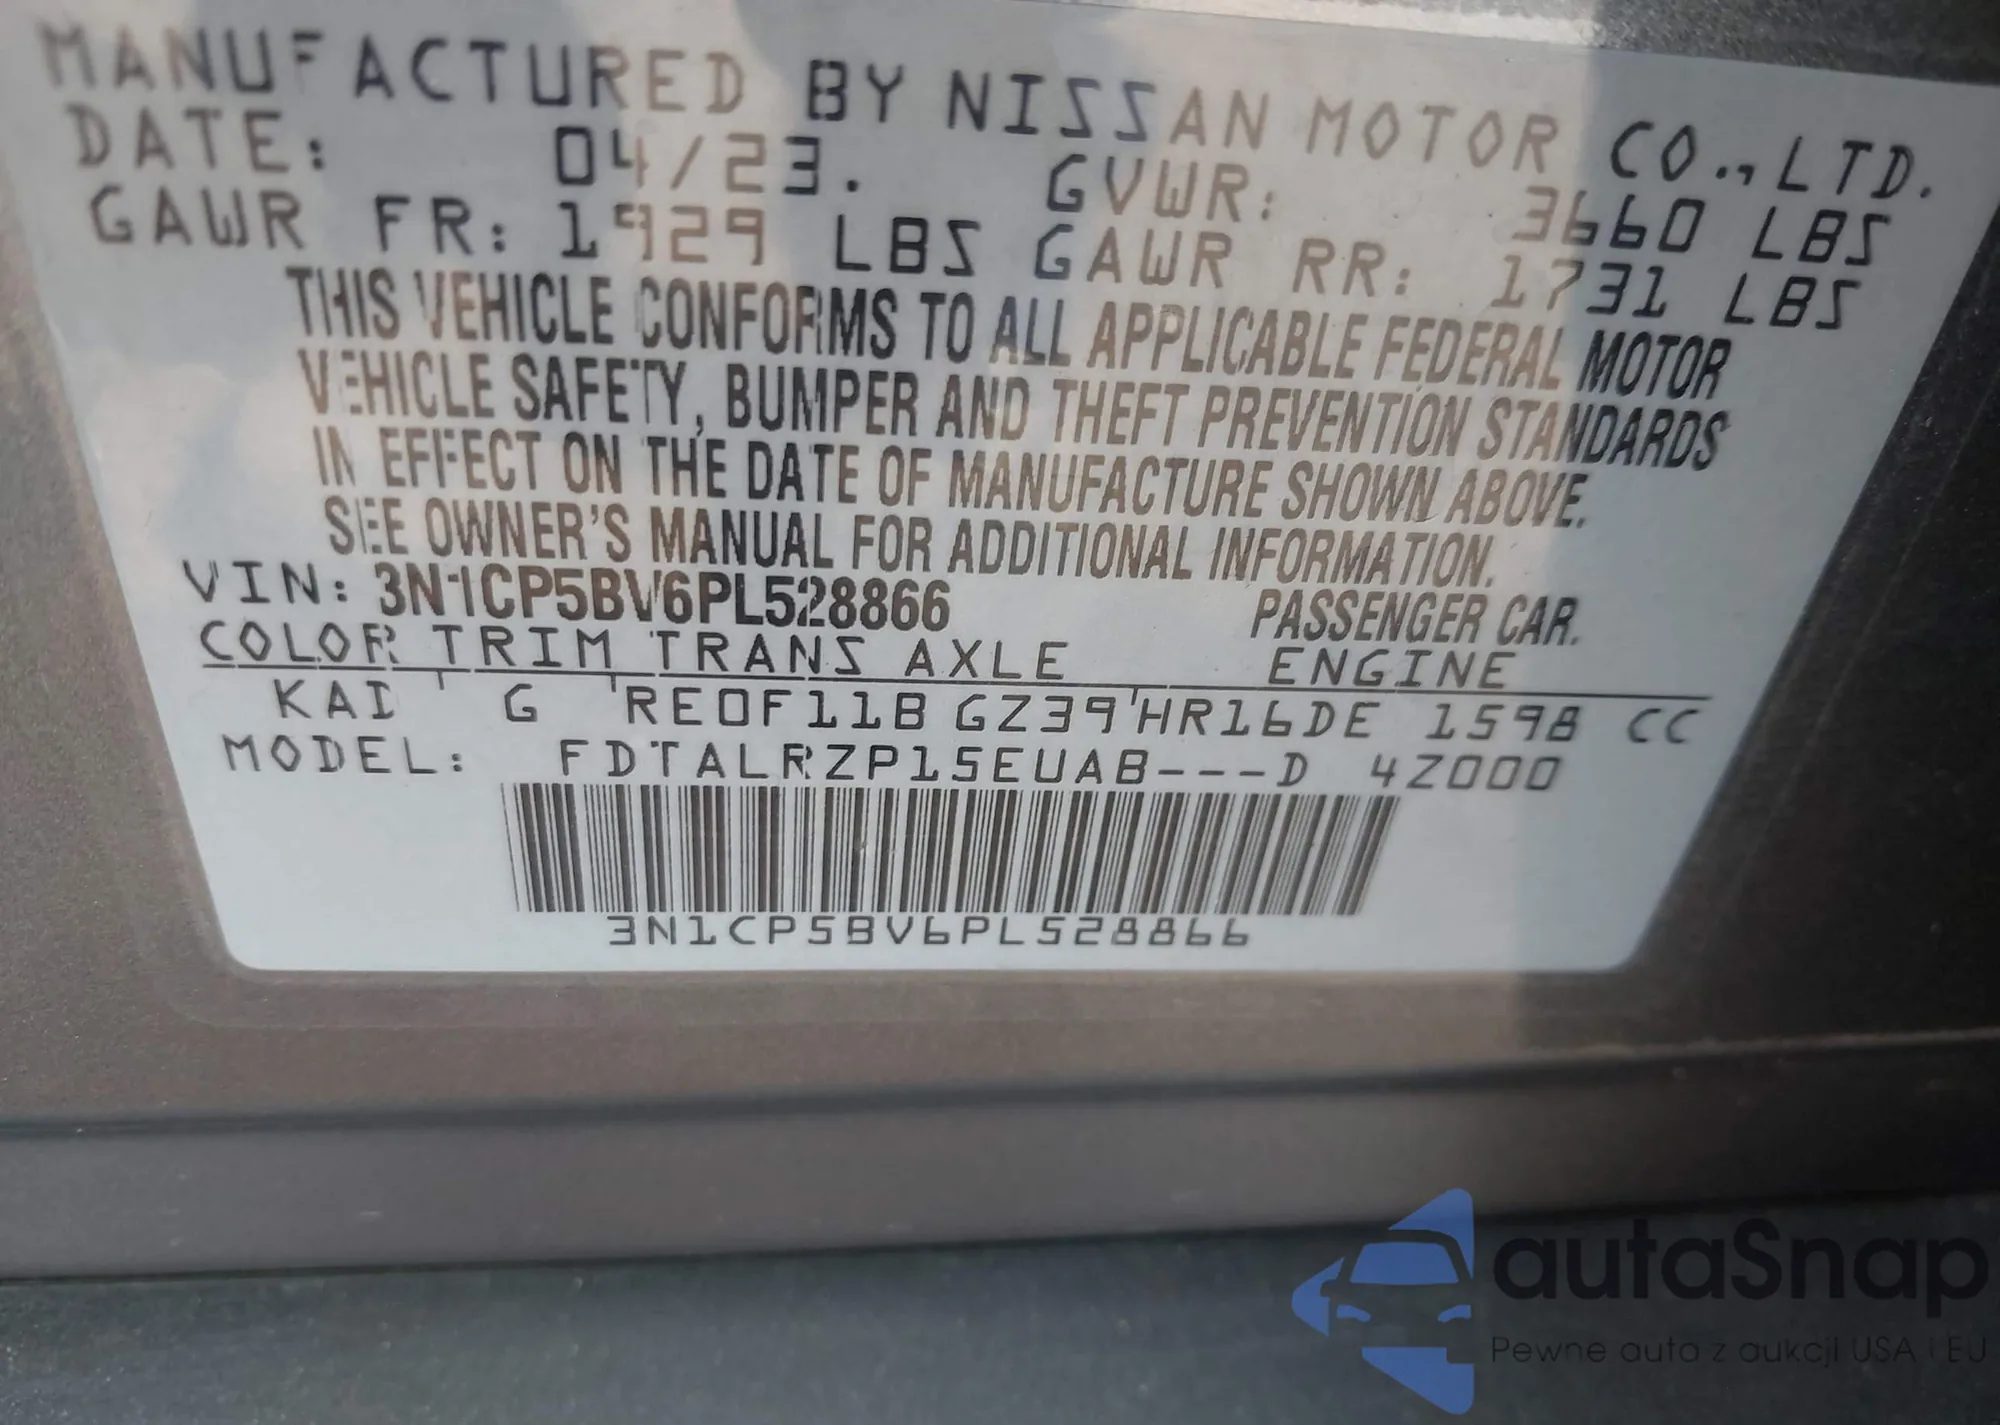 MANUFACTURED BY NISSAN MOTOR CO., LTD.
DATE: 04/23. GVWR: 3660 LBS
GAWR FR: 1929 LBS GAWR RR: 1731 LBS
THIS VEHICLE CONFORMS TO ALL APPLICABLE FEDERAL MOTOR
VEHICLE SAFETY, BUMPER AND THEFT PREVENTION STANDARDS
IN EFFECT ON THE DATE OF MANUFACTURE SHOWN ABOVE.
SEE OWNER'S MANUAL FOR ADDITIONAL INFORMATION.
VIN: 3N1CP5BV6PL528866 PASSENGER CAR.
COLOR TRIM TRANS AXLE ENGINE
KAD G RE0F11B GZ39 HR16DE 1598 CC
MODEL: FDTALRZP15EUAB---D 4Z000
3N1CP5BV6PL528866
autaSnap
Pewne auto z aukcji USA i EU